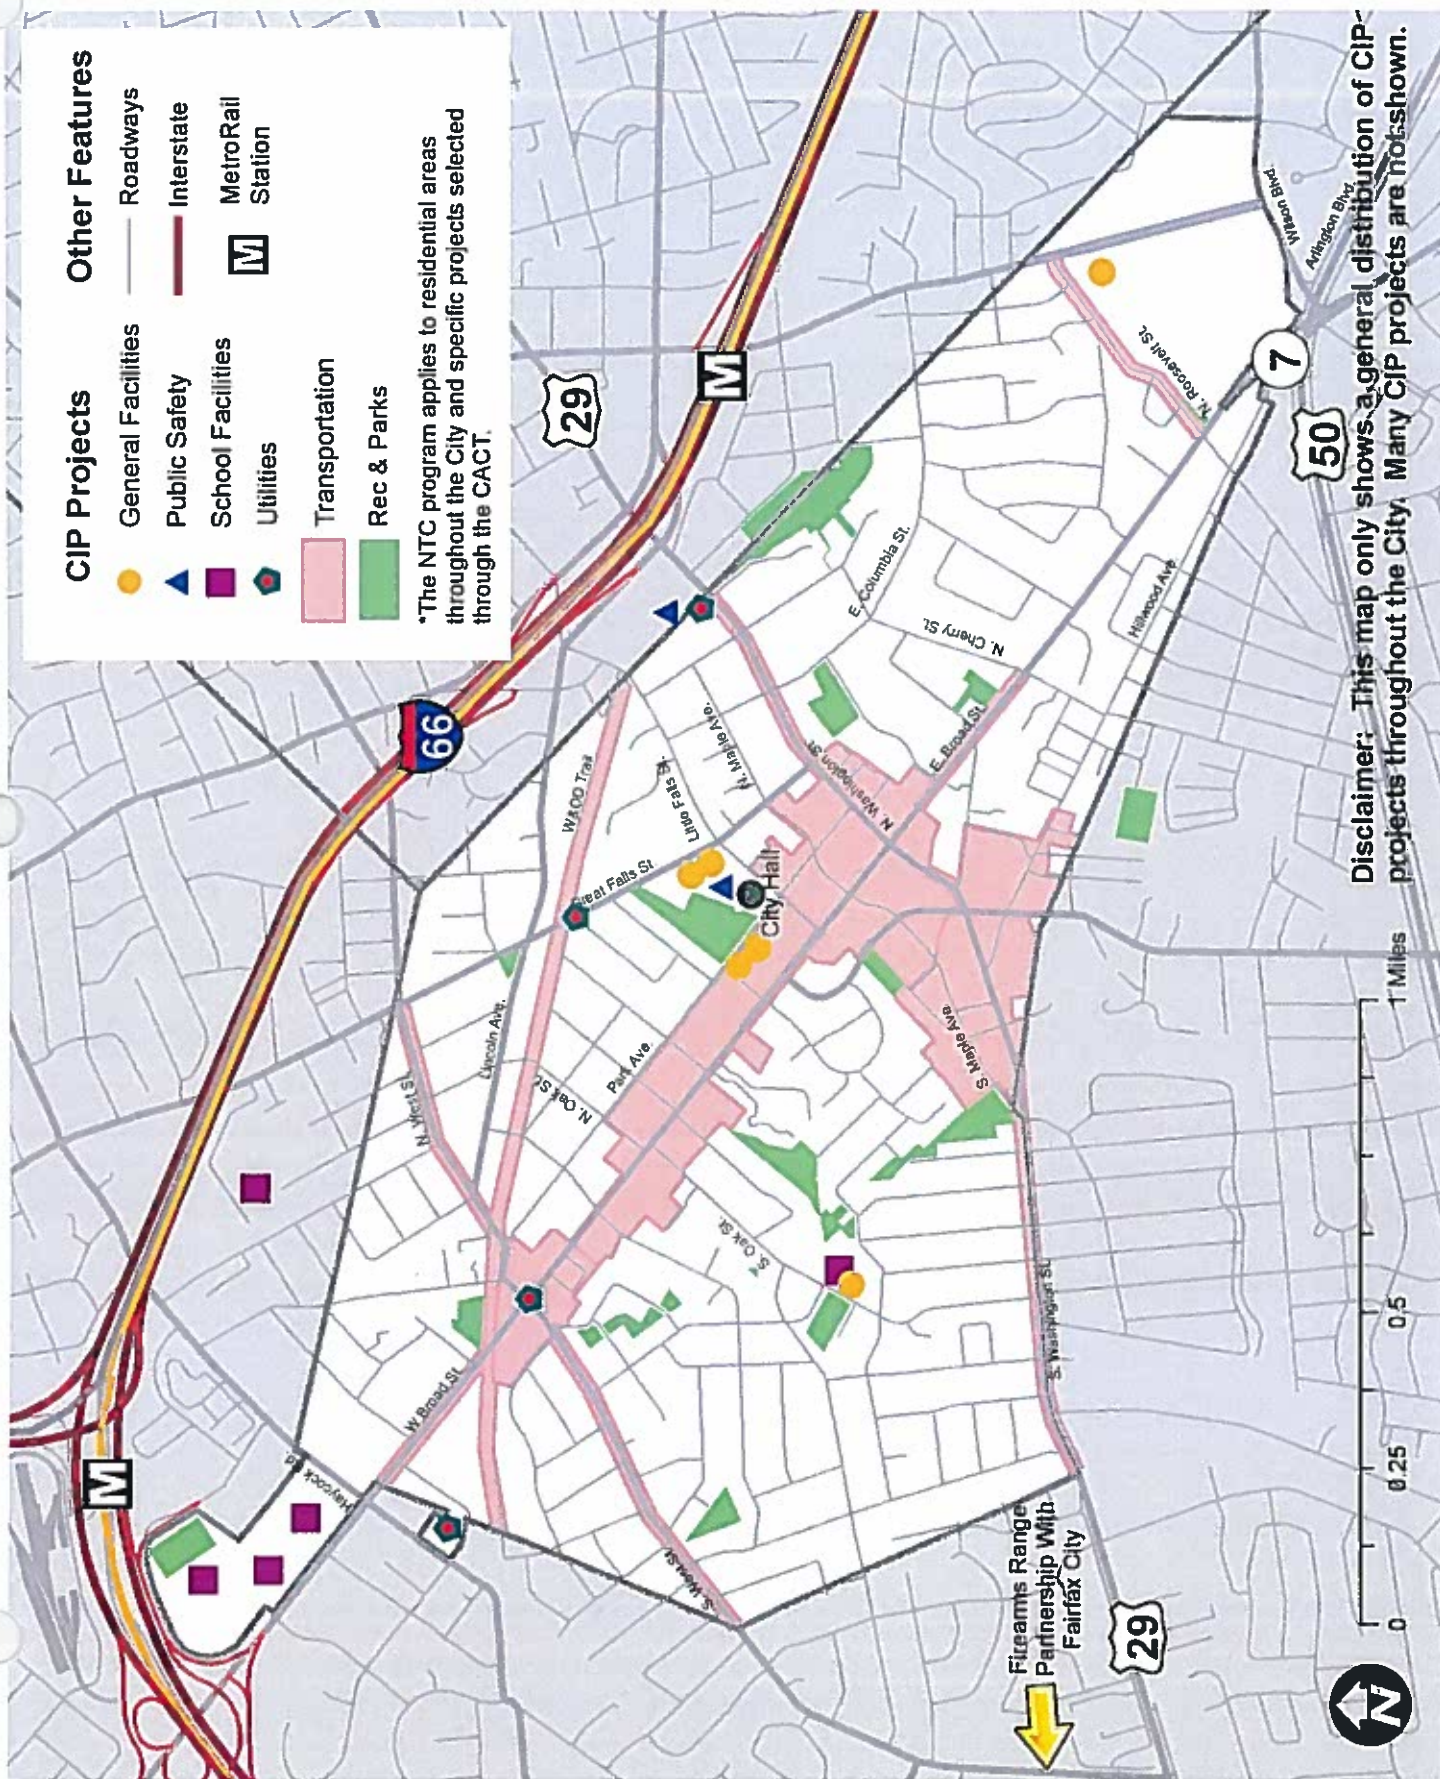 CIP Projects
General Facilities
Public Safety
School Facilities
Utilities
Transportation
Rec & Parks
Other Features
Roadways
Interstate
M
MetroRail
Station
*The NTC program applies to residential areas
throughout the City and specific projects selected
through the CACT.
66
29
M
M
Haycock Rd
W Broad St.
N. West St.
Lincoln Ave.
W&OD Trail
Great Falls St
Little Falls St.
N. Maple Ave.
N. Oak St.
Park Ave.
City Hall
N. Washington St
N. Washington St
E. Broad St.
N. Cherry St.
E. Columbia St.
Hillwood Ave
N. Roosevelt St.
Wilson Blvd.
Arlington Blvd.
7
50
S. Maple Ave.
S. Oak St.
S. West St.
S. Washington St.
Firearms Range
Partnership With
Fairfax City
29
N
0 0.25 0.5 1 Miles
Disclaimer: This map only shows a general distribution of CIP
projects throughout the City. Many CIP projects are not shown.